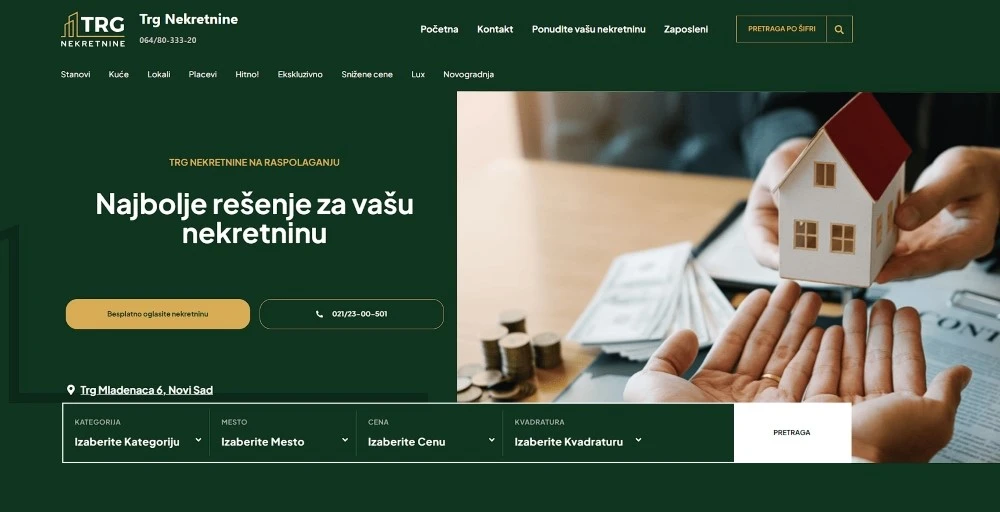 TRG
NEKRETNINE
Trg Nekretnine
064/80-333-20
Početna Kontakt Ponudite vašu nekretninu Zaposleni
PRETRAGA PO ŠIFRI
Stanovi Kuće Lokali Placevi Hitno! Ekskluzivno Snižene cene Lux Novogradnja
TRG NEKRETNINE NA RASPOLAGANJU
Najbolje rešenje za vašu
nekretninu
Besplatno oglasite nekretninu
021/23-00-501
Trg Mladenaca 6, Novi Sad
KATEGORIJA MESTO CENA KVADRATURA
Izaberite Kategoriju Izaberite Mesto Izaberite Cenu Izaberite Kvadraturu
PRETRAGA